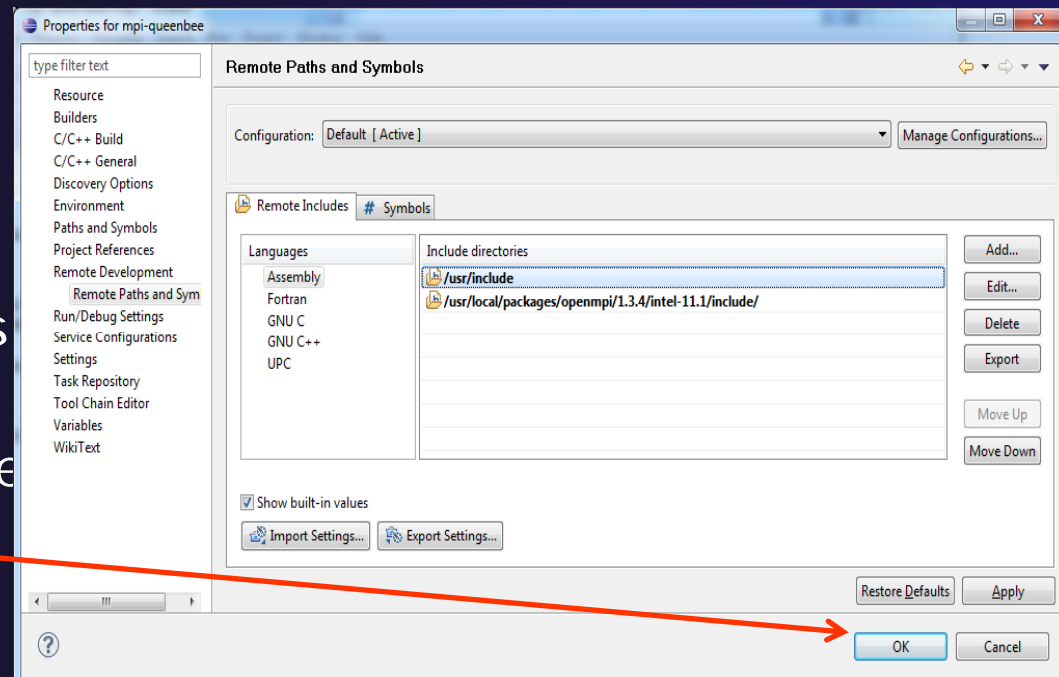 Properties for mpi-queenbee
type filter text
Resource
Builders
C/C++ Build
C/C++ General
Discovery Options
Environment
Paths and Symbols
Project References
Remote Development
Remote Paths and Sym
Run/Debug Settings
Service Configurations
Settings
Task Repository
Tool Chain Editor
Variables
WikiText
Remote Paths and Symbols
Configuration: Default [ Active ] Manage Configurations...
Remote Includes # Symbols
Languages
Assembly
Fortran
GNU C
GNU C++
UPC
Include directories
/usr/include
/usr/local/packages/openmpi/1.3.4/intel-11.1/include/
Add...
Edit...
Delete
Export
Move Up
Move Down
Show built-in values
Import Settings... Export Settings...
Restore Defaults Apply
OK Cancel